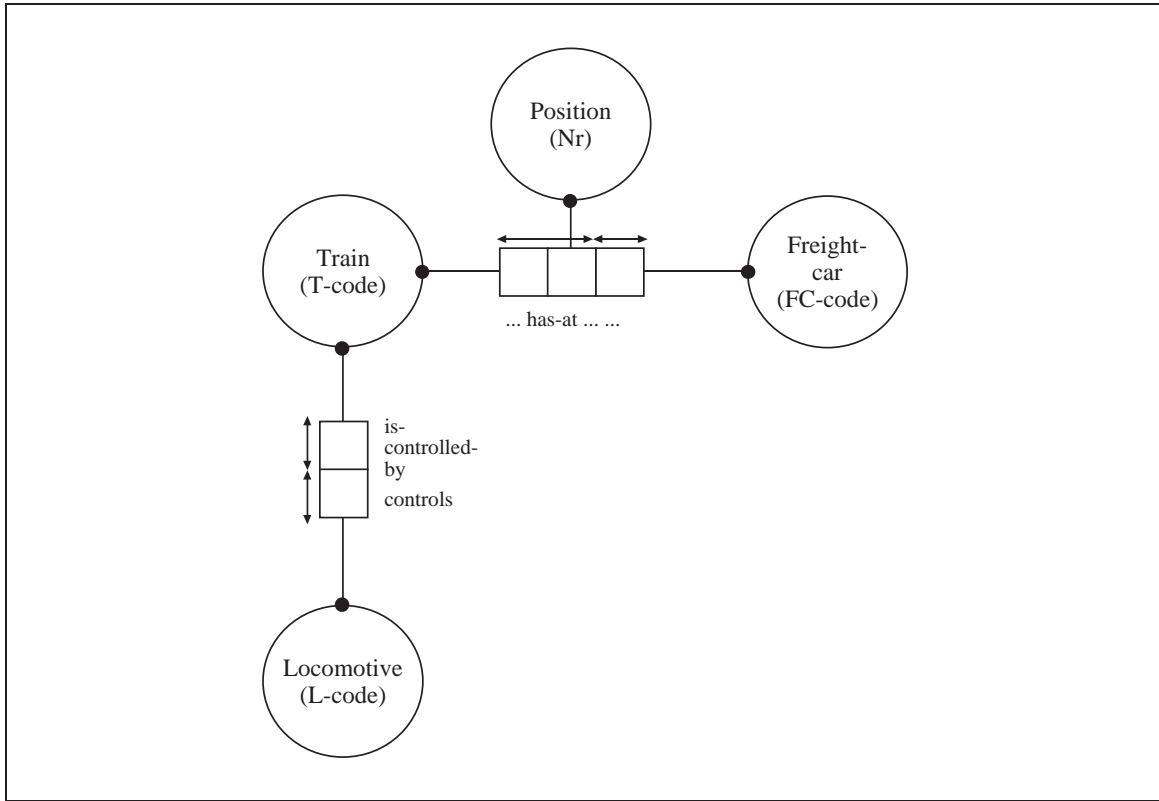 Position
(Nr)
Train
(T-code)
Freight-
car
(FC-code)
... has-at ... ...
is-
controlled-
by
controls
Locomotive
(L-code)